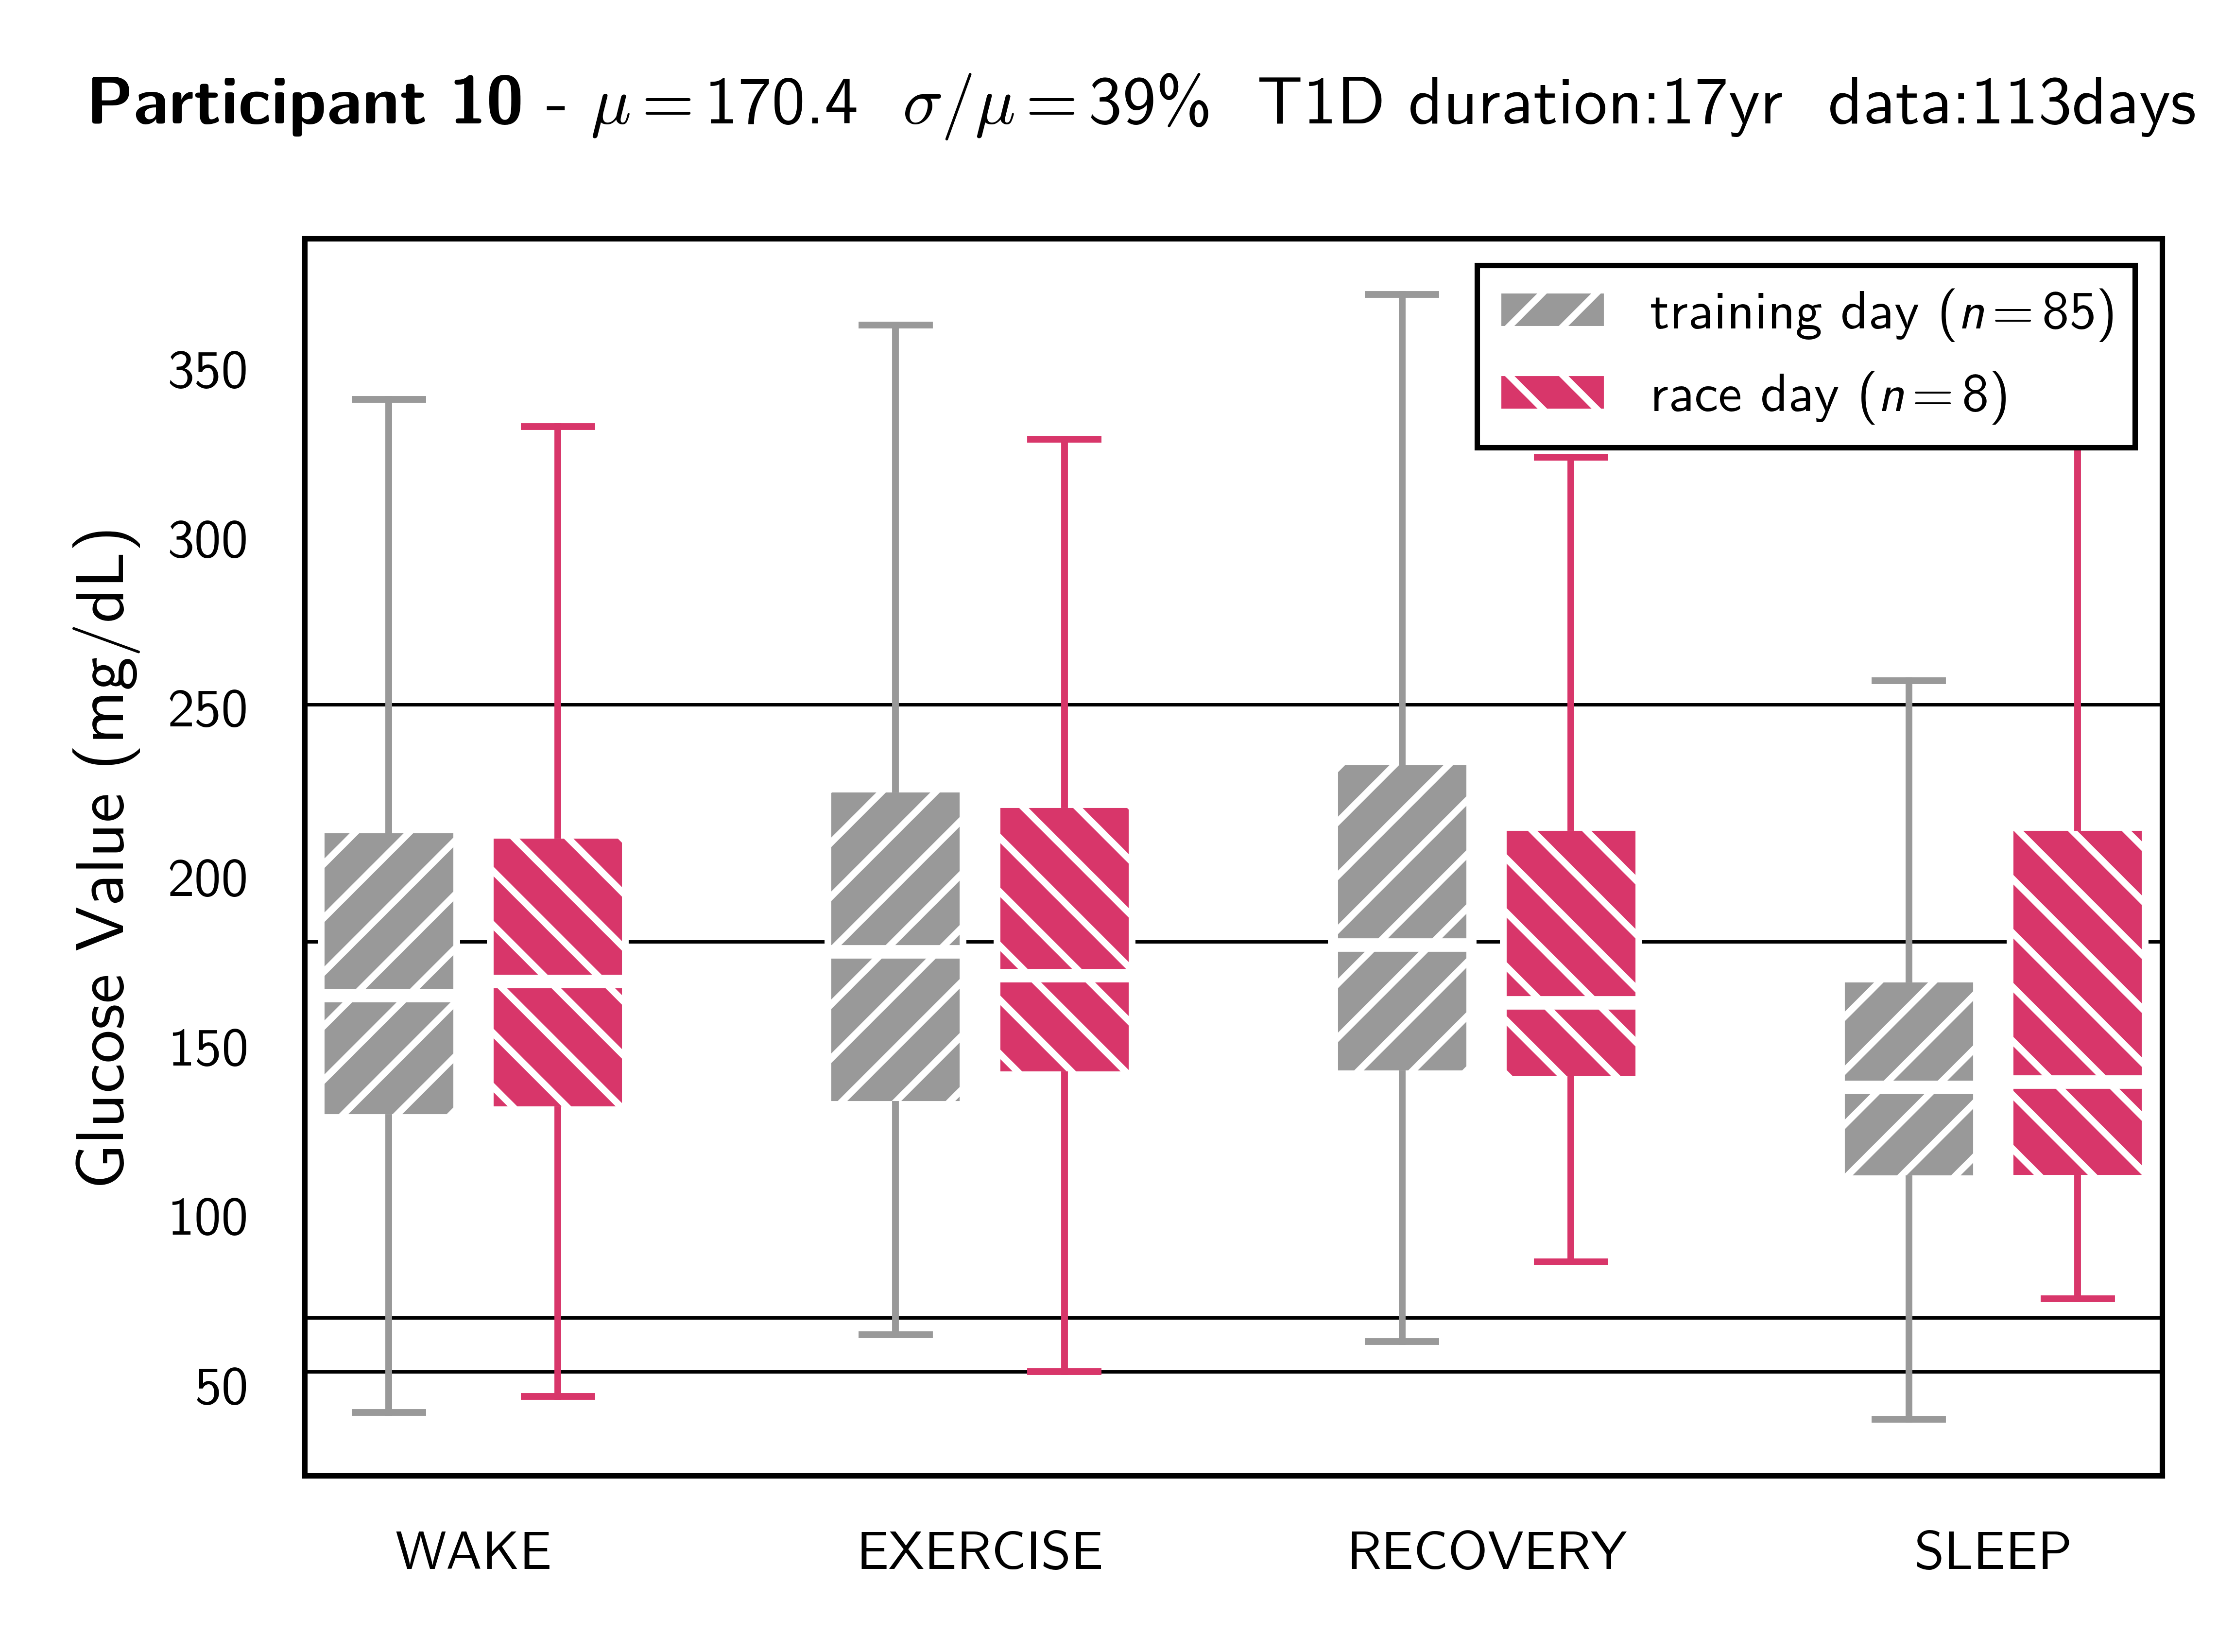 Participant 10 - μ = 170.4 σ/μ = 39% T1D duration:17yr data:113days
training day (n = 85)
race day (n = 8)
Glucose Value (mg/dL)
350
300
250
200
150
100
50
WAKE EXERCISE RECOVERY SLEEP